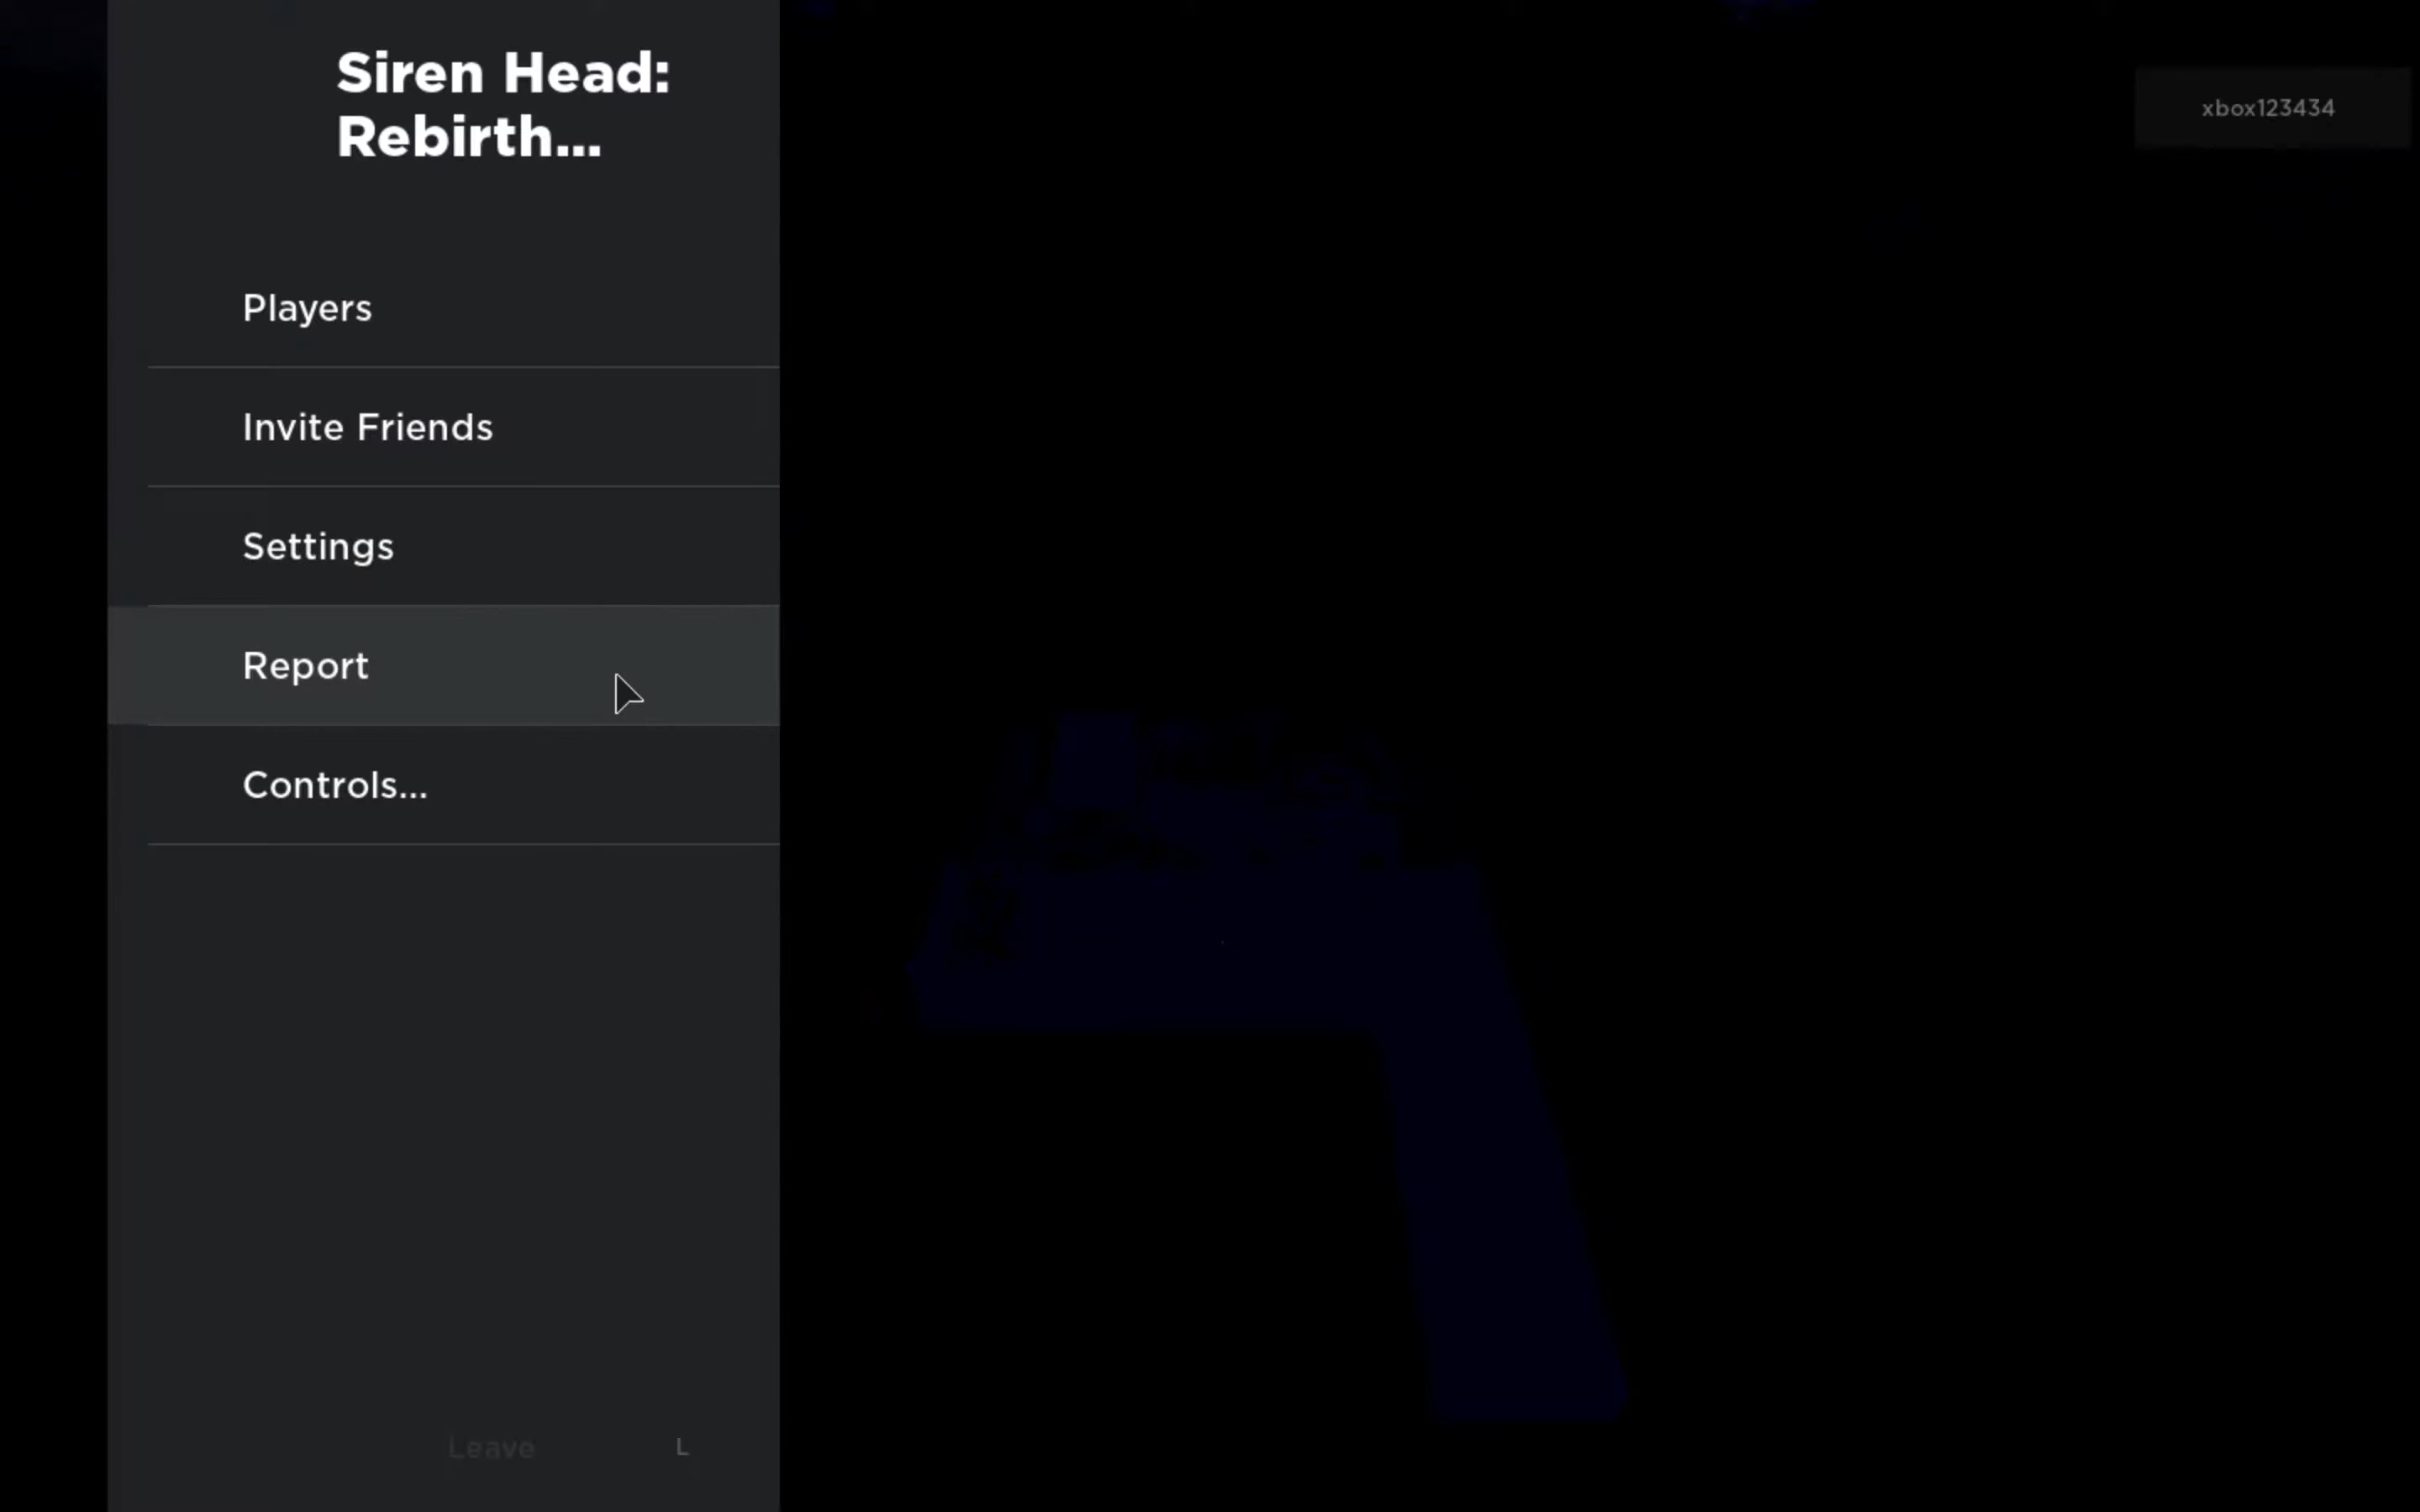 Siren Head:
Rebirth...
xbox123434
Players
Invite Friends
Settings
Report
Controls...
Leave L